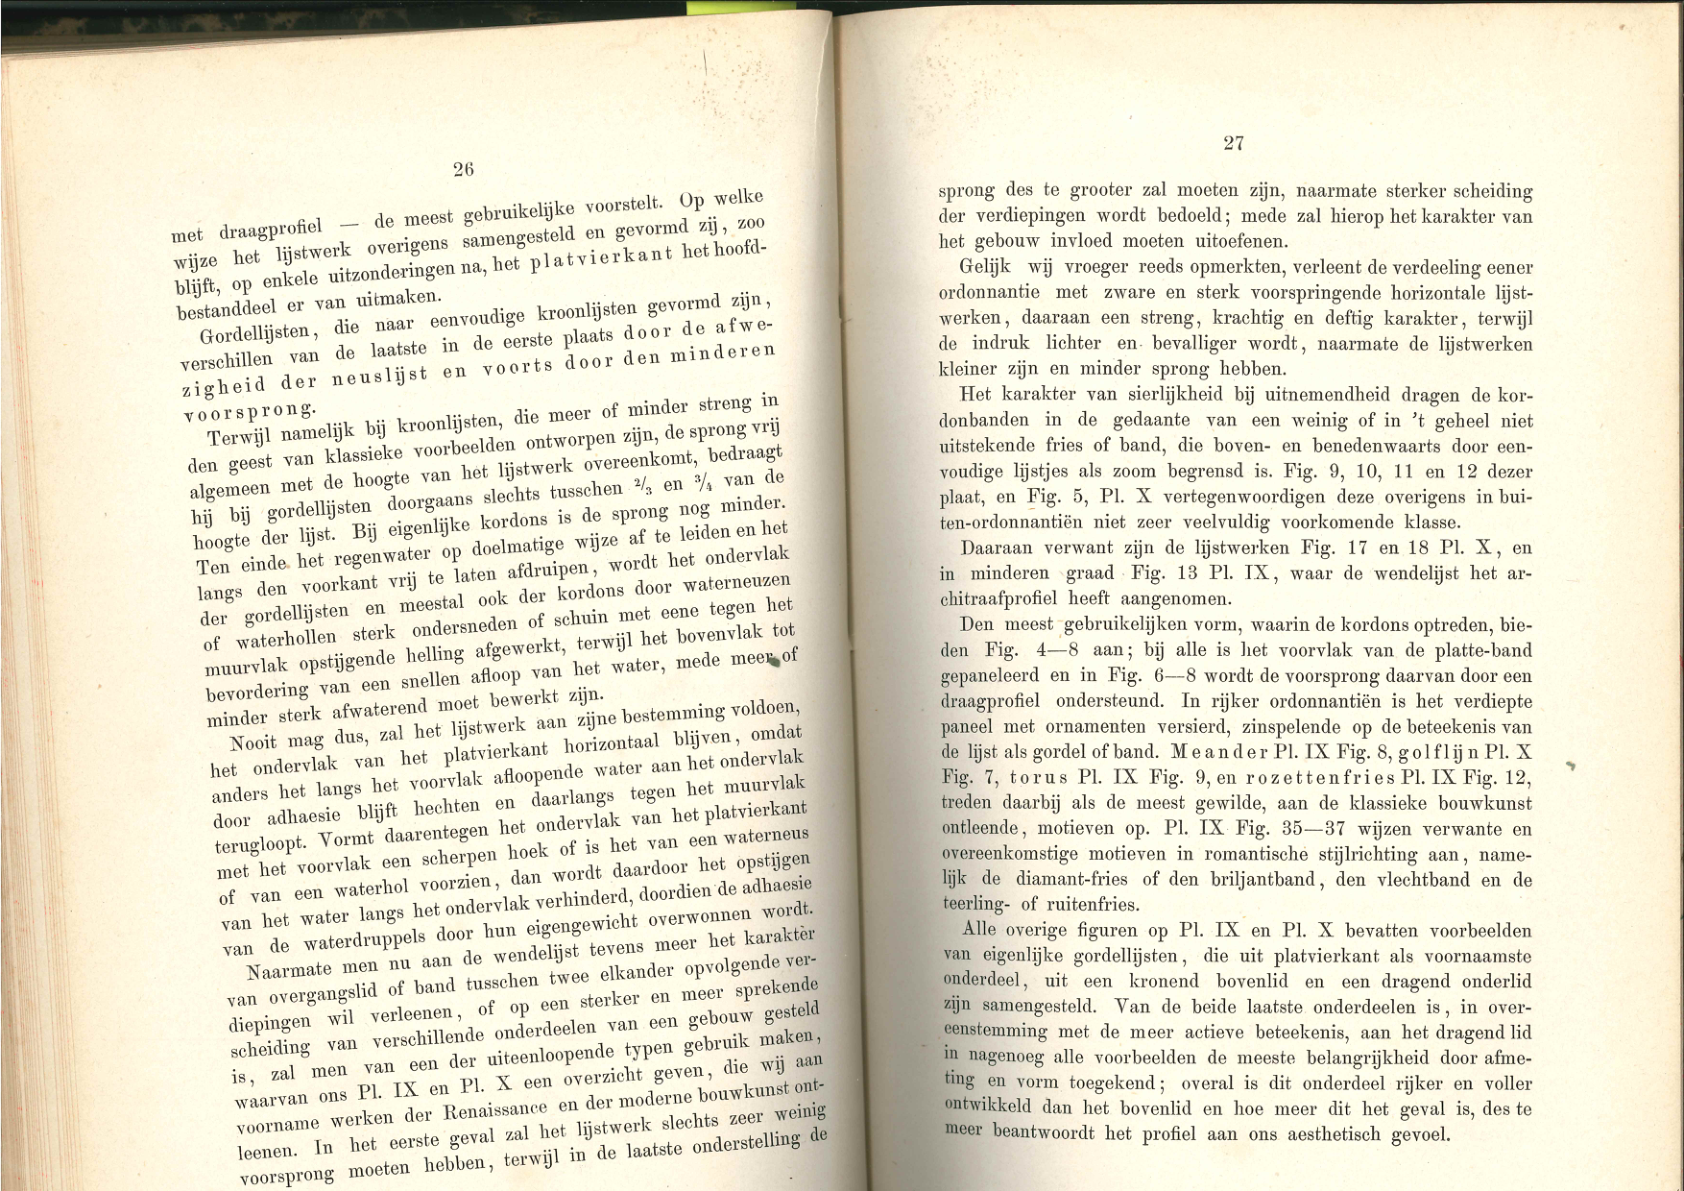 26
met draagprofiel — de meest gebruikelijke voorstelt. Op welke
wijze het lijstwerk overigens samengesteld en gevormd zij, zoo
blijft, op enkele uitzonderingen na, het platvierkant het hoofd-
bestanddeel er van uitmaken.
Gordellijsten, die naar eenvoudige kroonlijsten gevormd zijn,
verschillen van de laatste in de eerste plaats door de afwe-
zigheid der neuslijst en voorts door den minderen
voorsprong.
Terwijl namelijk bij kroonlijsten, die meer of minder streng in
den geest van klassieke voorbeelden ontworpen zijn, de sprong vrij
algemeen met de hoogte van het lijstwerk overeenkomt, bedraagt
hij bij gordellijsten doorgaans slechts tusschen 2/3 en 3/4 van de
hoogte der lijst. Bij eigenlijke kordons is de sprong nog minder.
Ten einde het regenwater op doelmatige wijze af te leiden en het
langs den voorkant vrij te laten afdruipen, wordt het ondervlak
der gordellijsten en meestal ook der kordons door waterneuzen
of waterhollen sterk ondersneden of schuin met eene tegen het
muurvlak opstijgende helling afgewerkt, terwijl het bovenvlak tot
bevordering van een snellen afloop van het water, mede meer of
minder sterk afwaterend moet bewerkt zijn.
Nooit mag dus, zal het lijstwerk aan zijne bestemming voldoen,
het ondervlak van het platvierkant horizontaal blijven, omdat
anders het langs het voorvlak afloopende water aan het ondervlak
door adhaesie blijft hechten en daarlangs tegen het muurvlak
terugloopt. Vormt daarentegen het ondervlak van het platvierkant
met het voorvlak een scherpen hoek of is het van een waterneus
of van een waterhol voorzien, dan wordt daardoor het opstijgen
van het water langs het ondervlak verhinderd, doordien de adhaesie
van de waterdruppels door hun eigengewicht overwonnen wordt.
Naarmate men nu aan de wendelijst tevens meer het karaktèr
van overgangslid of band tusschen twee elkander opvolgende ver-
diepingen wil verleenen, of op een sterker en meer sprekende
scheiding van verschillende onderdeelen van een gebouw gesteld
is, zal men van een der uiteenloopende typen gebruik maken,
waarvan ons Pl. IX en Pl. X een overzicht geven, die wij aan
voorname werken der Renaissance en der moderne bouwkunst ont-
leenen. In het eerste geval zal het lijstwerk slechts zeer weinig
voorsprong moeten hebben, terwijl in de laatste onderstelling de
27
sprong des te grooter zal moeten zijn, naarmate sterker scheiding
der verdiepingen wordt bedoeld; mede zal hierop het karakter van
het gebouw invloed moeten uitoefenen.
Gelijk wij vroeger reeds opmerkten, verleent de verdeeling eener
ordonnantie met zware en sterk voorspringende horizontale lijst-
werken, daaraan een streng, krachtig en deftig karakter, terwijl
de indruk lichter en bevalliger wordt, naarmate de lijstwerken
kleiner zijn en minder sprong hebben.
Het karakter van sierlijkheid bij uitnemendheid dragen de kor-
donbanden in de gedaante van een weinig of in 't geheel niet
uitstekende fries of band, die boven- en benedenwaarts door een-
voudige lijstjes als zoom begrensd is. Fig. 9, 10, 11 en 12 dezer
plaat, en Fig. 5, Pl. X vertegenwoordigen deze overigens in bui-
ten-ordonnantiën niet zeer veelvuldig voorkomende klasse.
Daaraan verwant zijn de lijstwerken Fig. 17 en 18 Pl. X, en
in minderen graad Fig. 13 Pl. IX, waar de wendelijst het ar-
chitraafprofiel heeft aangenomen.
Den meest gebruikelijken vorm, waarin de kordons optreden, bie-
den Fig. 4—8 aan; bij alle is het voorvlak van de platte-band
gepaneleerd en in Fig. 6—8 wordt de voorsprong daarvan door een
draagprofiel ondersteund. In rijker ordonnantiën is het verdiepte
paneel met ornamenten versierd, zinspelende op de beteekenis van
de lijst als gordel of band. Meander Pl. IX Fig. 8, golflijn Pl. X
Fig. 7, torus Pl. IX Fig. 9, en rozettenfries Pl. IX Fig. 12,
treden daarbij als de meest gewilde, aan de klassieke bouwkunst
ontleende, motieven op. Pl. IX Fig. 35—37 wijzen verwante en
overeenkomstige motieven in romantische stijlrichting aan, name-
lijk de diamant-fries of den briljantband, den vlechtband en de
teerling- of ruitenfries.
Alle overige figuren op Pl. IX en Pl. X bevatten voorbeelden
van eigenlijke gordellijsten, die uit platvierkant als voornaamste
onderdeel, uit een kronend bovenlid en een dragend onderlid
zijn samengesteld. Van de beide laatste onderdeelen is, in over-
eenstemming met de meer actieve beteekenis, aan het dragend lid
in nagenoeg alle voorbeelden de meeste belangrijkheid door afme-
ting en vorm toegekend; overal is dit onderdeel rijker en voller
ontwikkeld dan het bovenlid en hoe meer dit het geval is, des te
meer beantwoordt het profiel aan ons aesthetisch gevoel.